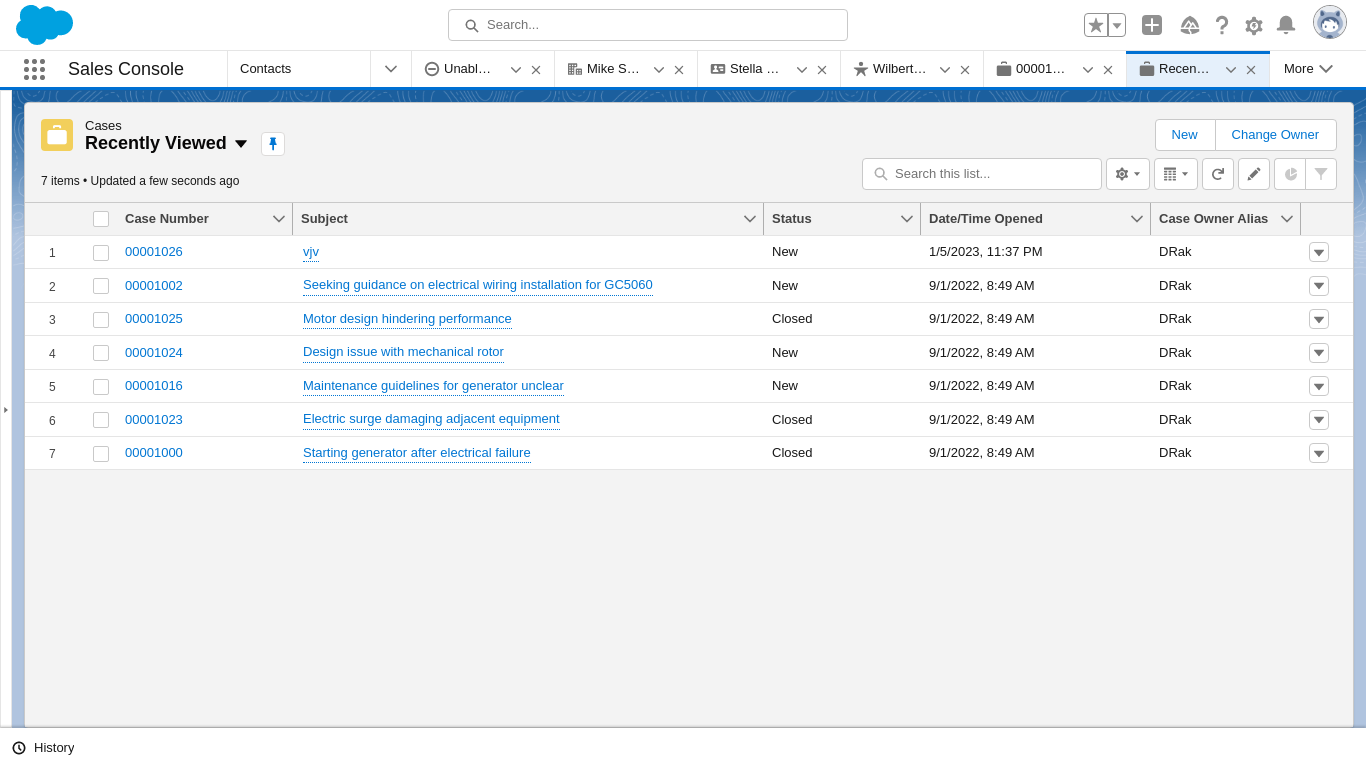 Search...
Sales Console
Contacts
Unabl...
Mike S...
Stella ...
Wilbert...
00001...
Recen...
More
Cases
Recently Viewed
New
Change Owner
7 items • Updated a few seconds ago
Search this list...
Case Number
Subject
Status
Date/Time Opened
Case Owner Alias
1 00001026 vjv New 1/5/2023, 11:37 PM DRak
2 00001002 Seeking guidance on electrical wiring installation for GC5060 New 9/1/2022, 8:49 AM DRak
3 00001025 Motor design hindering performance Closed 9/1/2022, 8:49 AM DRak
4 00001024 Design issue with mechanical rotor New 9/1/2022, 8:49 AM DRak
5 00001016 Maintenance guidelines for generator unclear New 9/1/2022, 8:49 AM DRak
6 00001023 Electric surge damaging adjacent equipment Closed 9/1/2022, 8:49 AM DRak
7 00001000 Starting generator after electrical failure Closed 9/1/2022, 8:49 AM DRak
History